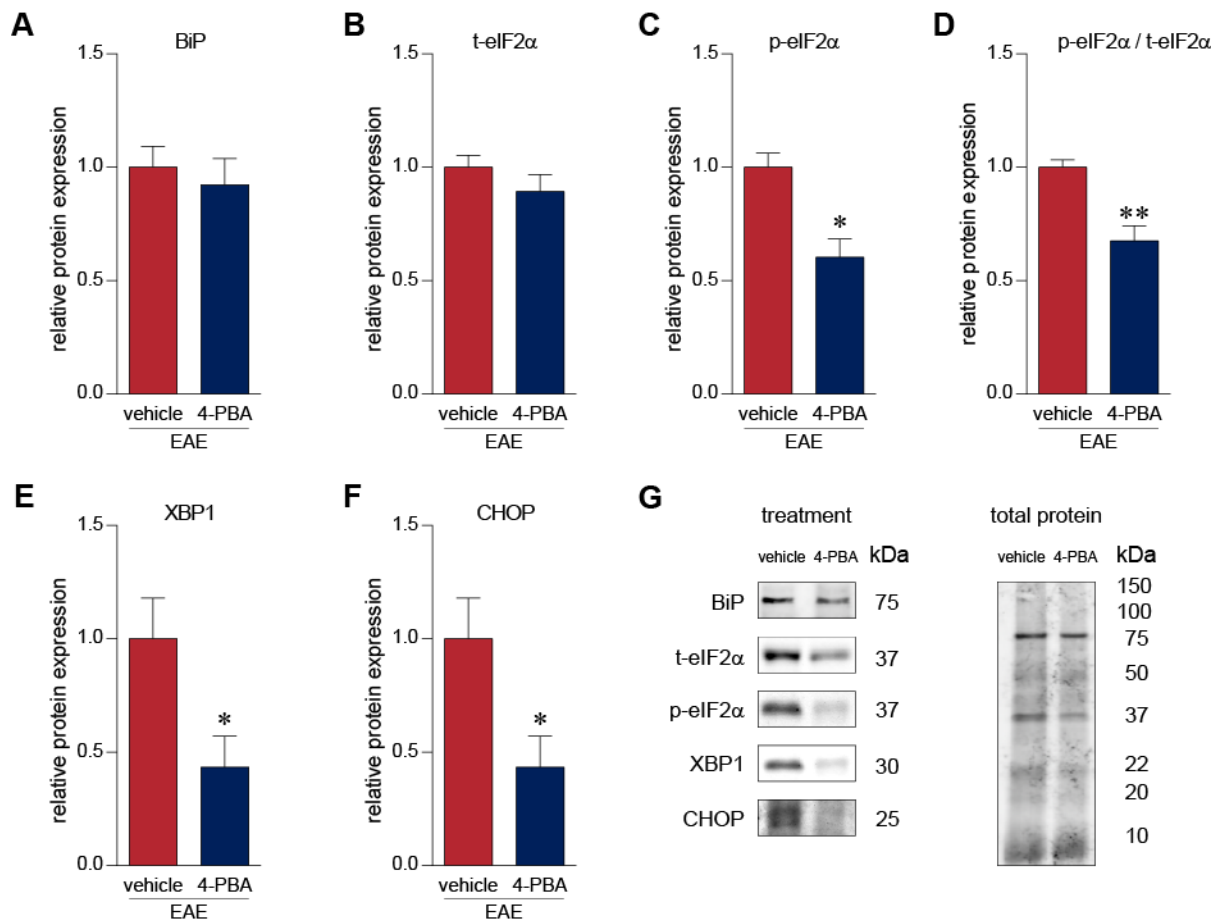 A
BiP
relative protein expression
1.5
1.0
0.5
0.0
vehicle 4-PBA
EAE
B
t-eIF2α
relative protein expression
1.5
1.0
0.5
0.0
vehicle 4-PBA
EAE
C
p-eIF2α
relative protein expression
1.5
1.0
0.5
0.0
*
vehicle 4-PBA
EAE
D
p-eIF2α / t-eIF2α
relative protein expression
1.5
1.0
0.5
0.0
**
vehicle 4-PBA
EAE
E
XBP1
relative protein expression
1.5
1.0
0.5
0.0
*
vehicle 4-PBA
EAE
F
CHOP
relative protein expression
1.5
1.0
0.5
0.0
*
vehicle 4-PBA
EAE
G
treatment
vehicle 4-PBA kDa
BiP 75
t-eIF2α 37
p-eIF2α 37
XBP1 30
CHOP 25
total protein
vehicle 4-PBA kDa
150
100
75
50
37
22
20
10